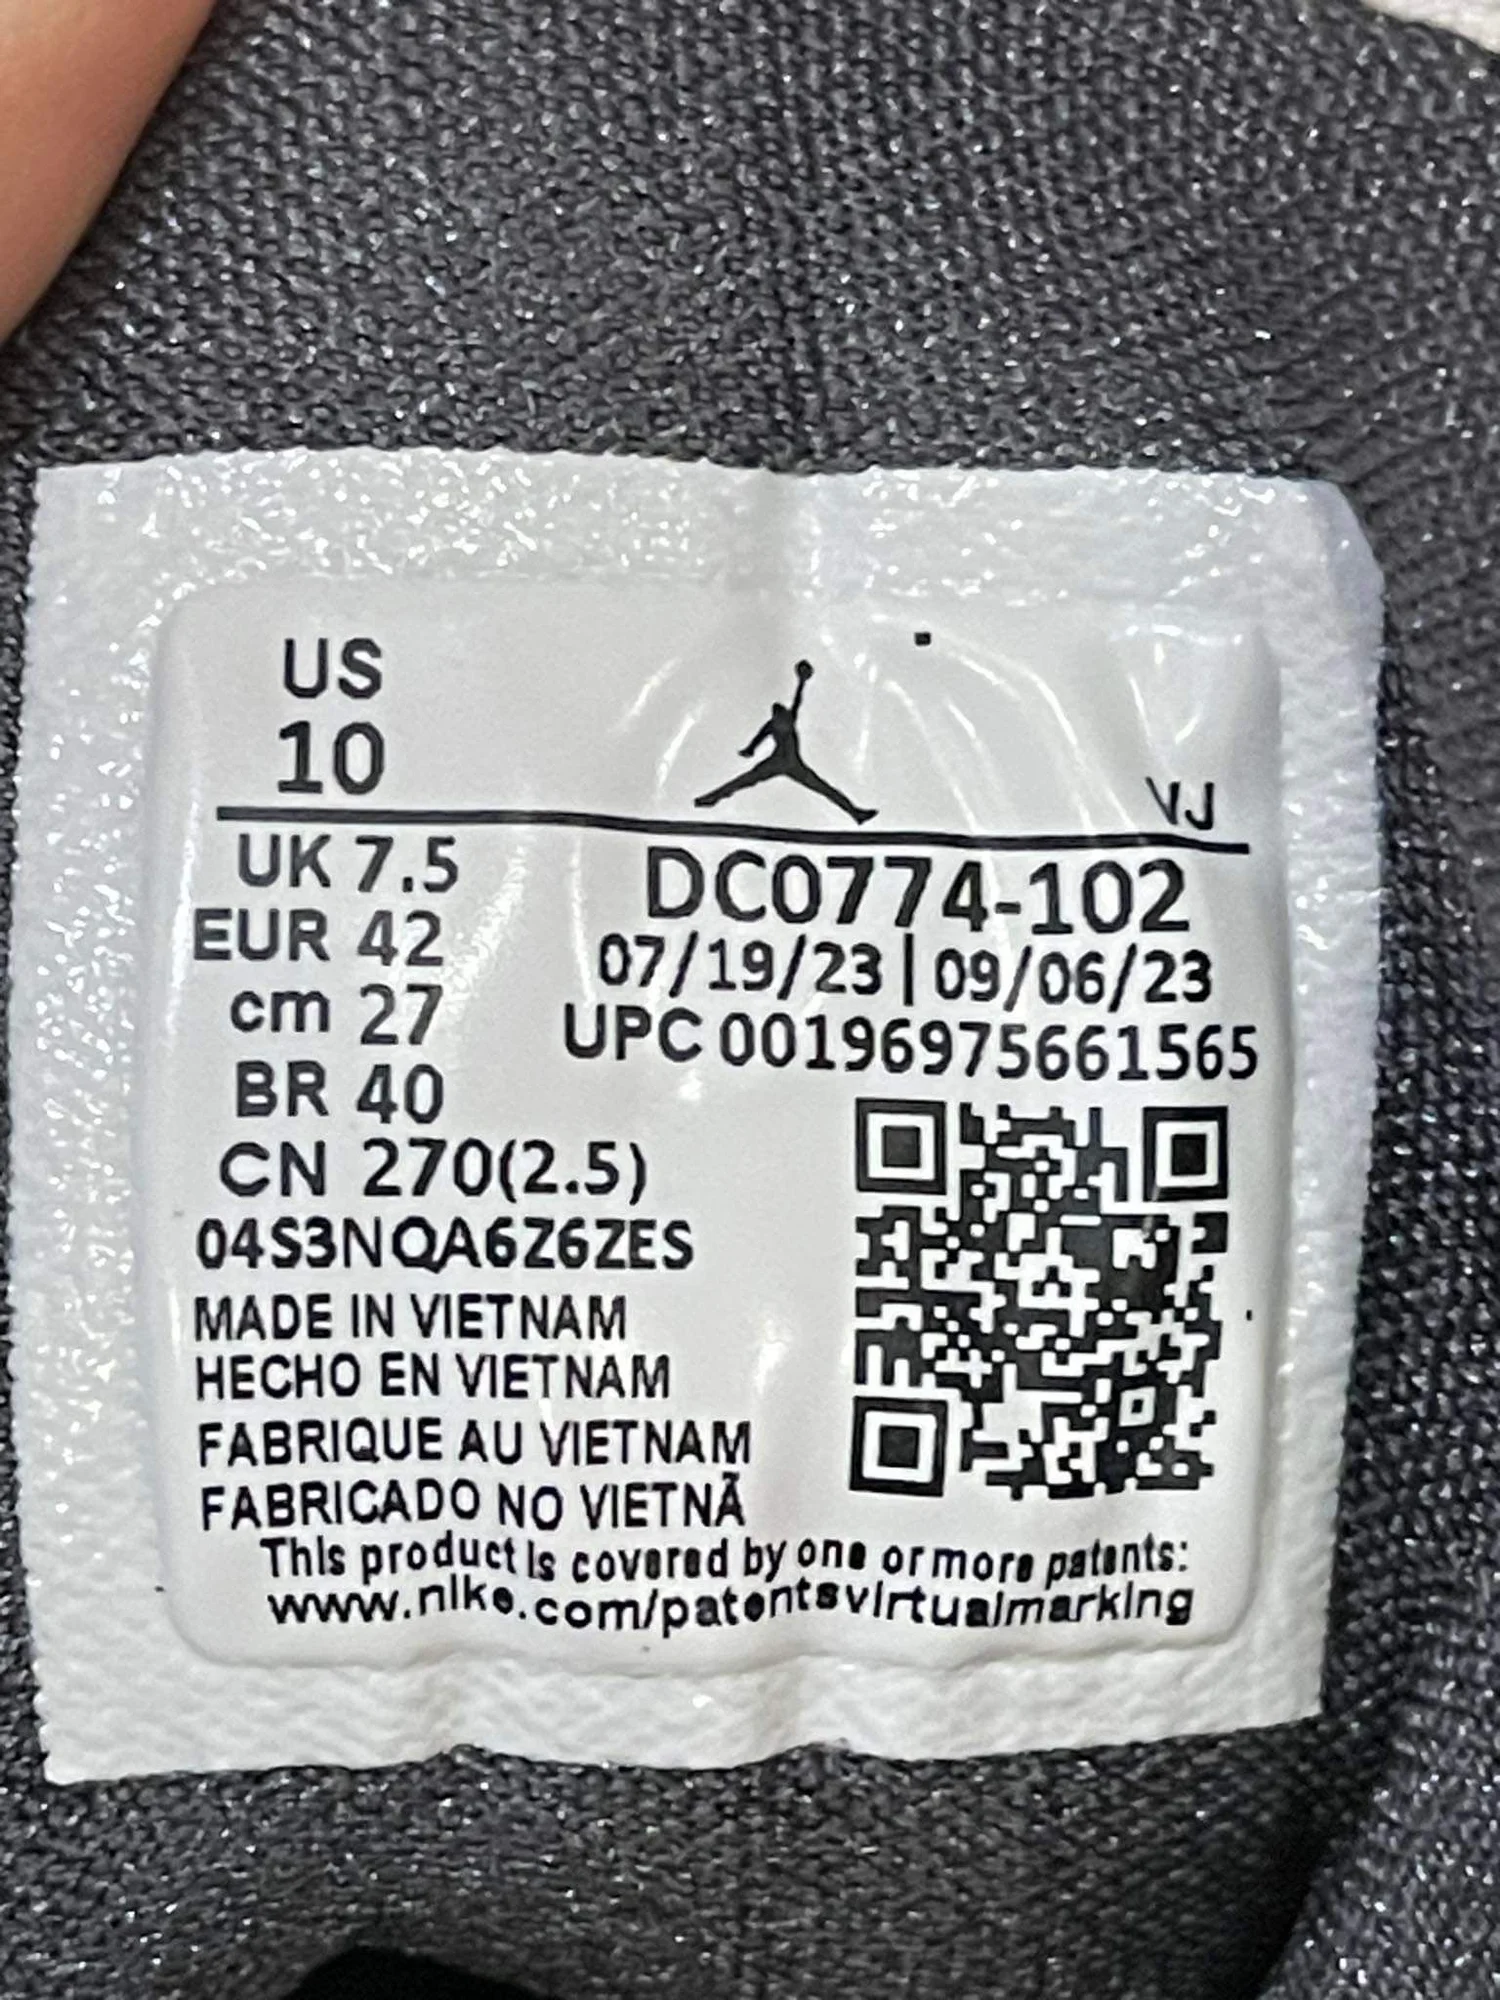 US
10
VJ
UK 7.5
EUR 42
cm 27
BR 40
CN 270(2.5)
DC0774-102
07/19/23 | 09/06/23
UPC 00196975661565
04S3NQA6Z6ZES
MADE IN VIETNAM
HECHO EN VIETNAM
FABRIQUE AU VIETNAM
FABRICADO NO VIETNÃ
This product is covered by one or more patents:
www.nike.com/patentsvirtualmarking